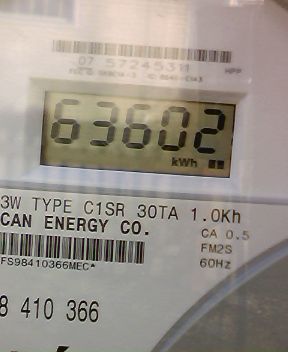 07 57245311
63602
kWh
3W TYPE C1SR 30TA 1.0Kh
CAN ENERGY CO.
CA 0.5
FM2S
60Hz
FS98410366MEC*
8 410 366